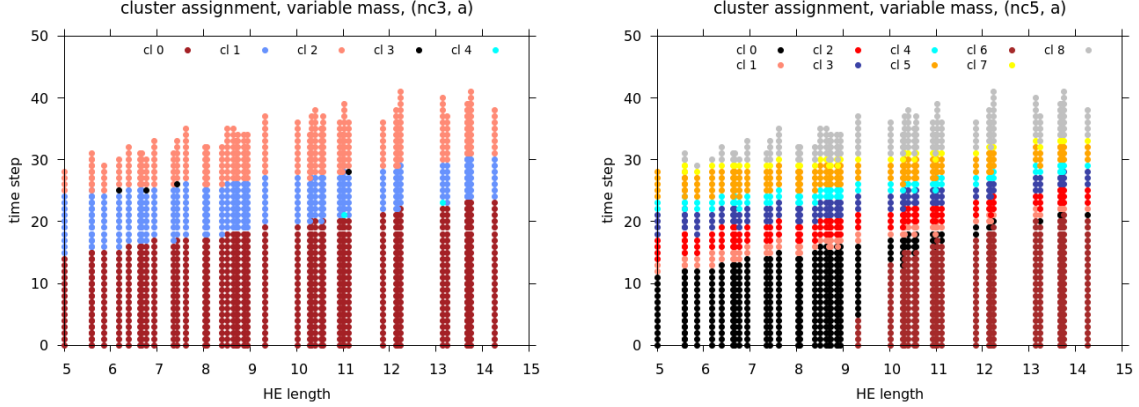 cluster assignment, variable mass, (nc3, a)
50
cl 0 cl 1 cl 2 cl 3 cl 4
40
30
20
10
0
time step
5 6 7 8 9 10 11 12 13 14 15
HE length
cluster assignment, variable mass, (nc5, a)
50
cl 0 cl 2 cl 4 cl 6 cl 8
cl 1 cl 3 cl 5 cl 7
40
30
20
10
0
time step
5 6 7 8 9 10 11 12 13 14 15
HE length